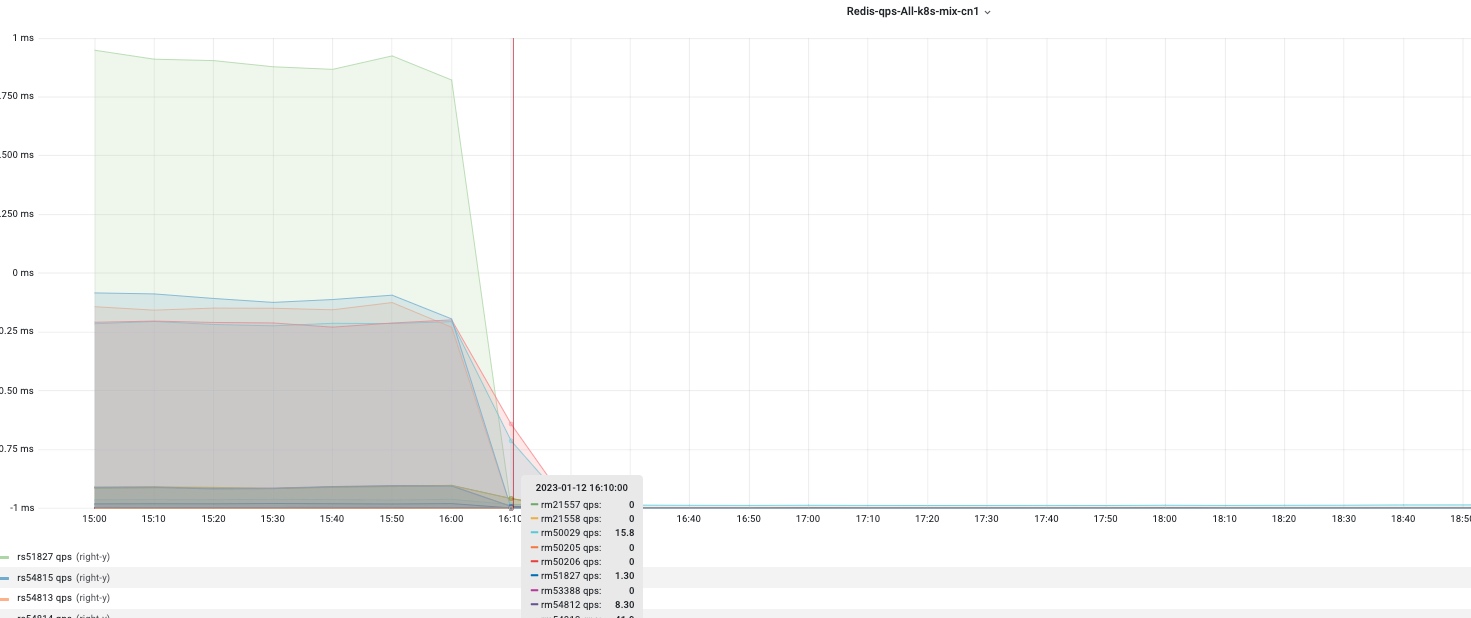 Redis-qps-All-k8s-mix-cn1
1 ms
.750 ms
.500 ms
.250 ms
0 ms
0.25 ms
0.50 ms
0.75 ms
-1 ms
15:00 15:10 15:20 15:30 15:40 15:50 16:00 16:10 16:40 16:50 17:00 17:10 17:20 17:30 17:40 17:50 18:00 18:10 18:20 18:30 18:40 18:50
2023-01-12 16:10:00
rm21557 qps: 0
rm21558 qps: 0
rm50029 qps: 15.8
rm50205 qps: 0
rm50206 qps: 0
rm51827 qps: 1.30
rm53388 qps: 0
rm54812 qps: 8.30
rs51827 qps (right-y)
rs54815 qps (right-y)
rs54813 qps (right-y)
rs54814 qps (right-y)